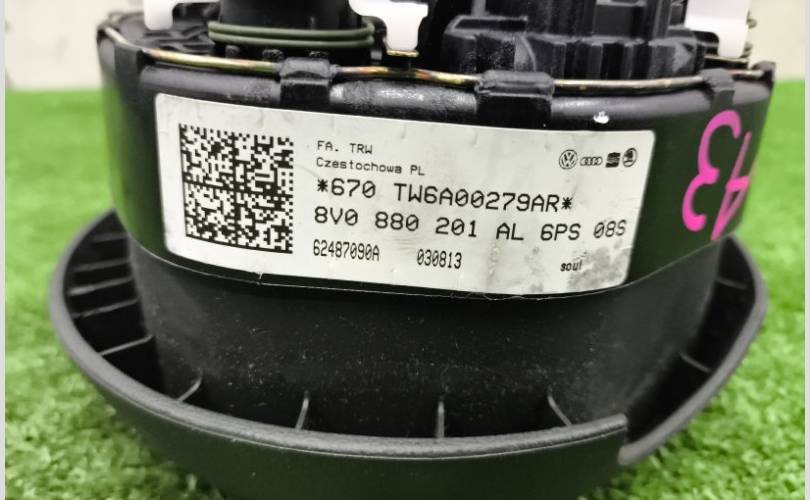 FA. TRW
Czestochowa PL
*670 TW6A00279AR*
8V0 880 201 AL 6PS 08S
62487090A 030813
soul
43